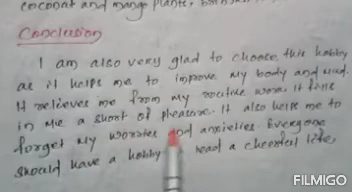 coconut and mango plants,
Conclusion
I am also very glad to choose this hobby
as it helps me to improve my body and mind.
It relieves me from my routine work. It fills
in me a short of pleasure. It also helps me to
forget my worries and anxieties. Everyone
should have a hobby lead a cheerful life
FILMIGO